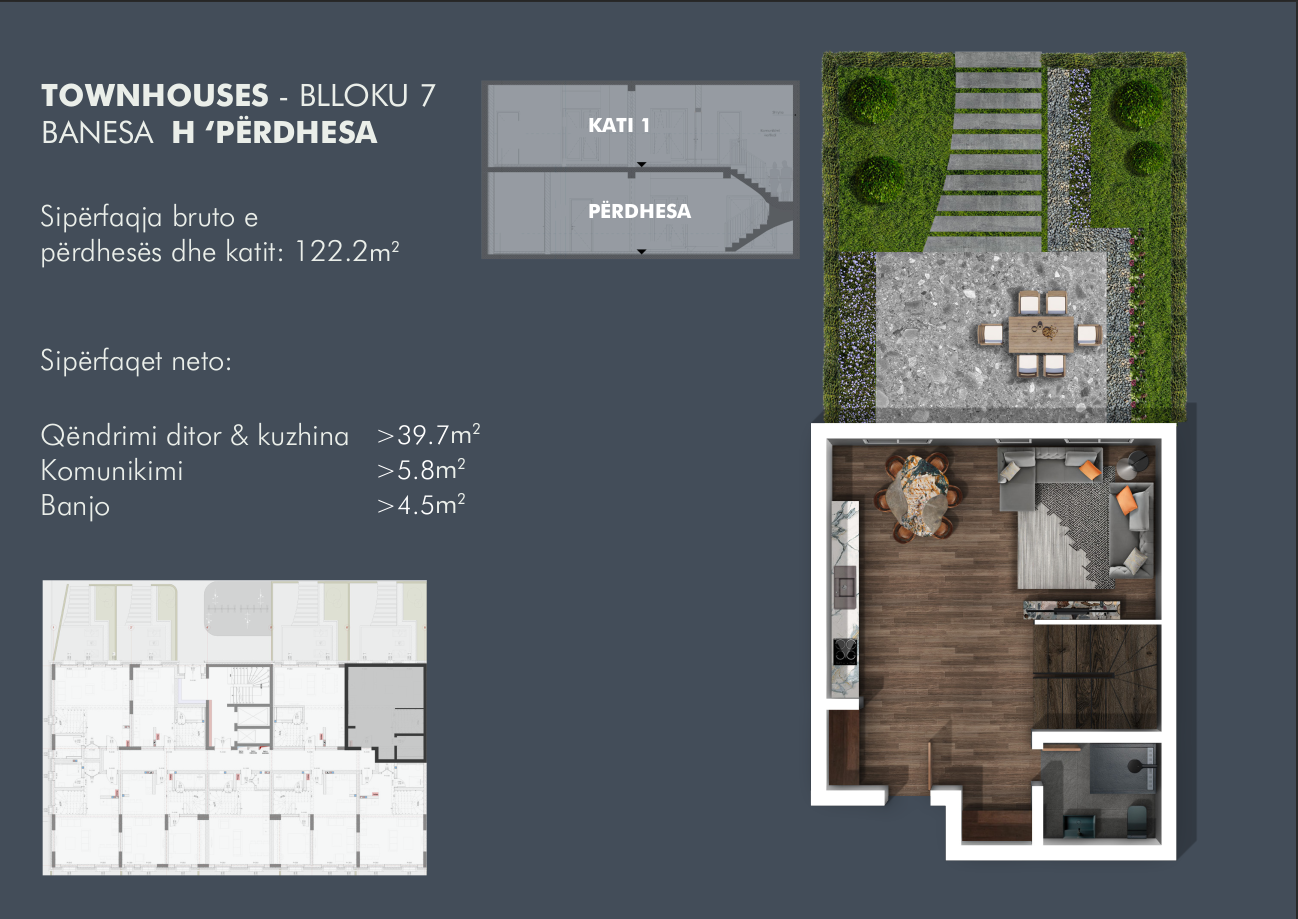 TOWNHOUSES - BLLOKU 7
BANESA H ‘PËRDHESA
Sipërfaqja bruto e
përdhesës dhe katit: 122.2m²
Sipërfaqet neto:
Qëndrimi ditor & kuzhina >39.7m²
Komunikimi >5.8m²
Banjo >4.5m²
KATI 1
PËRDHESA